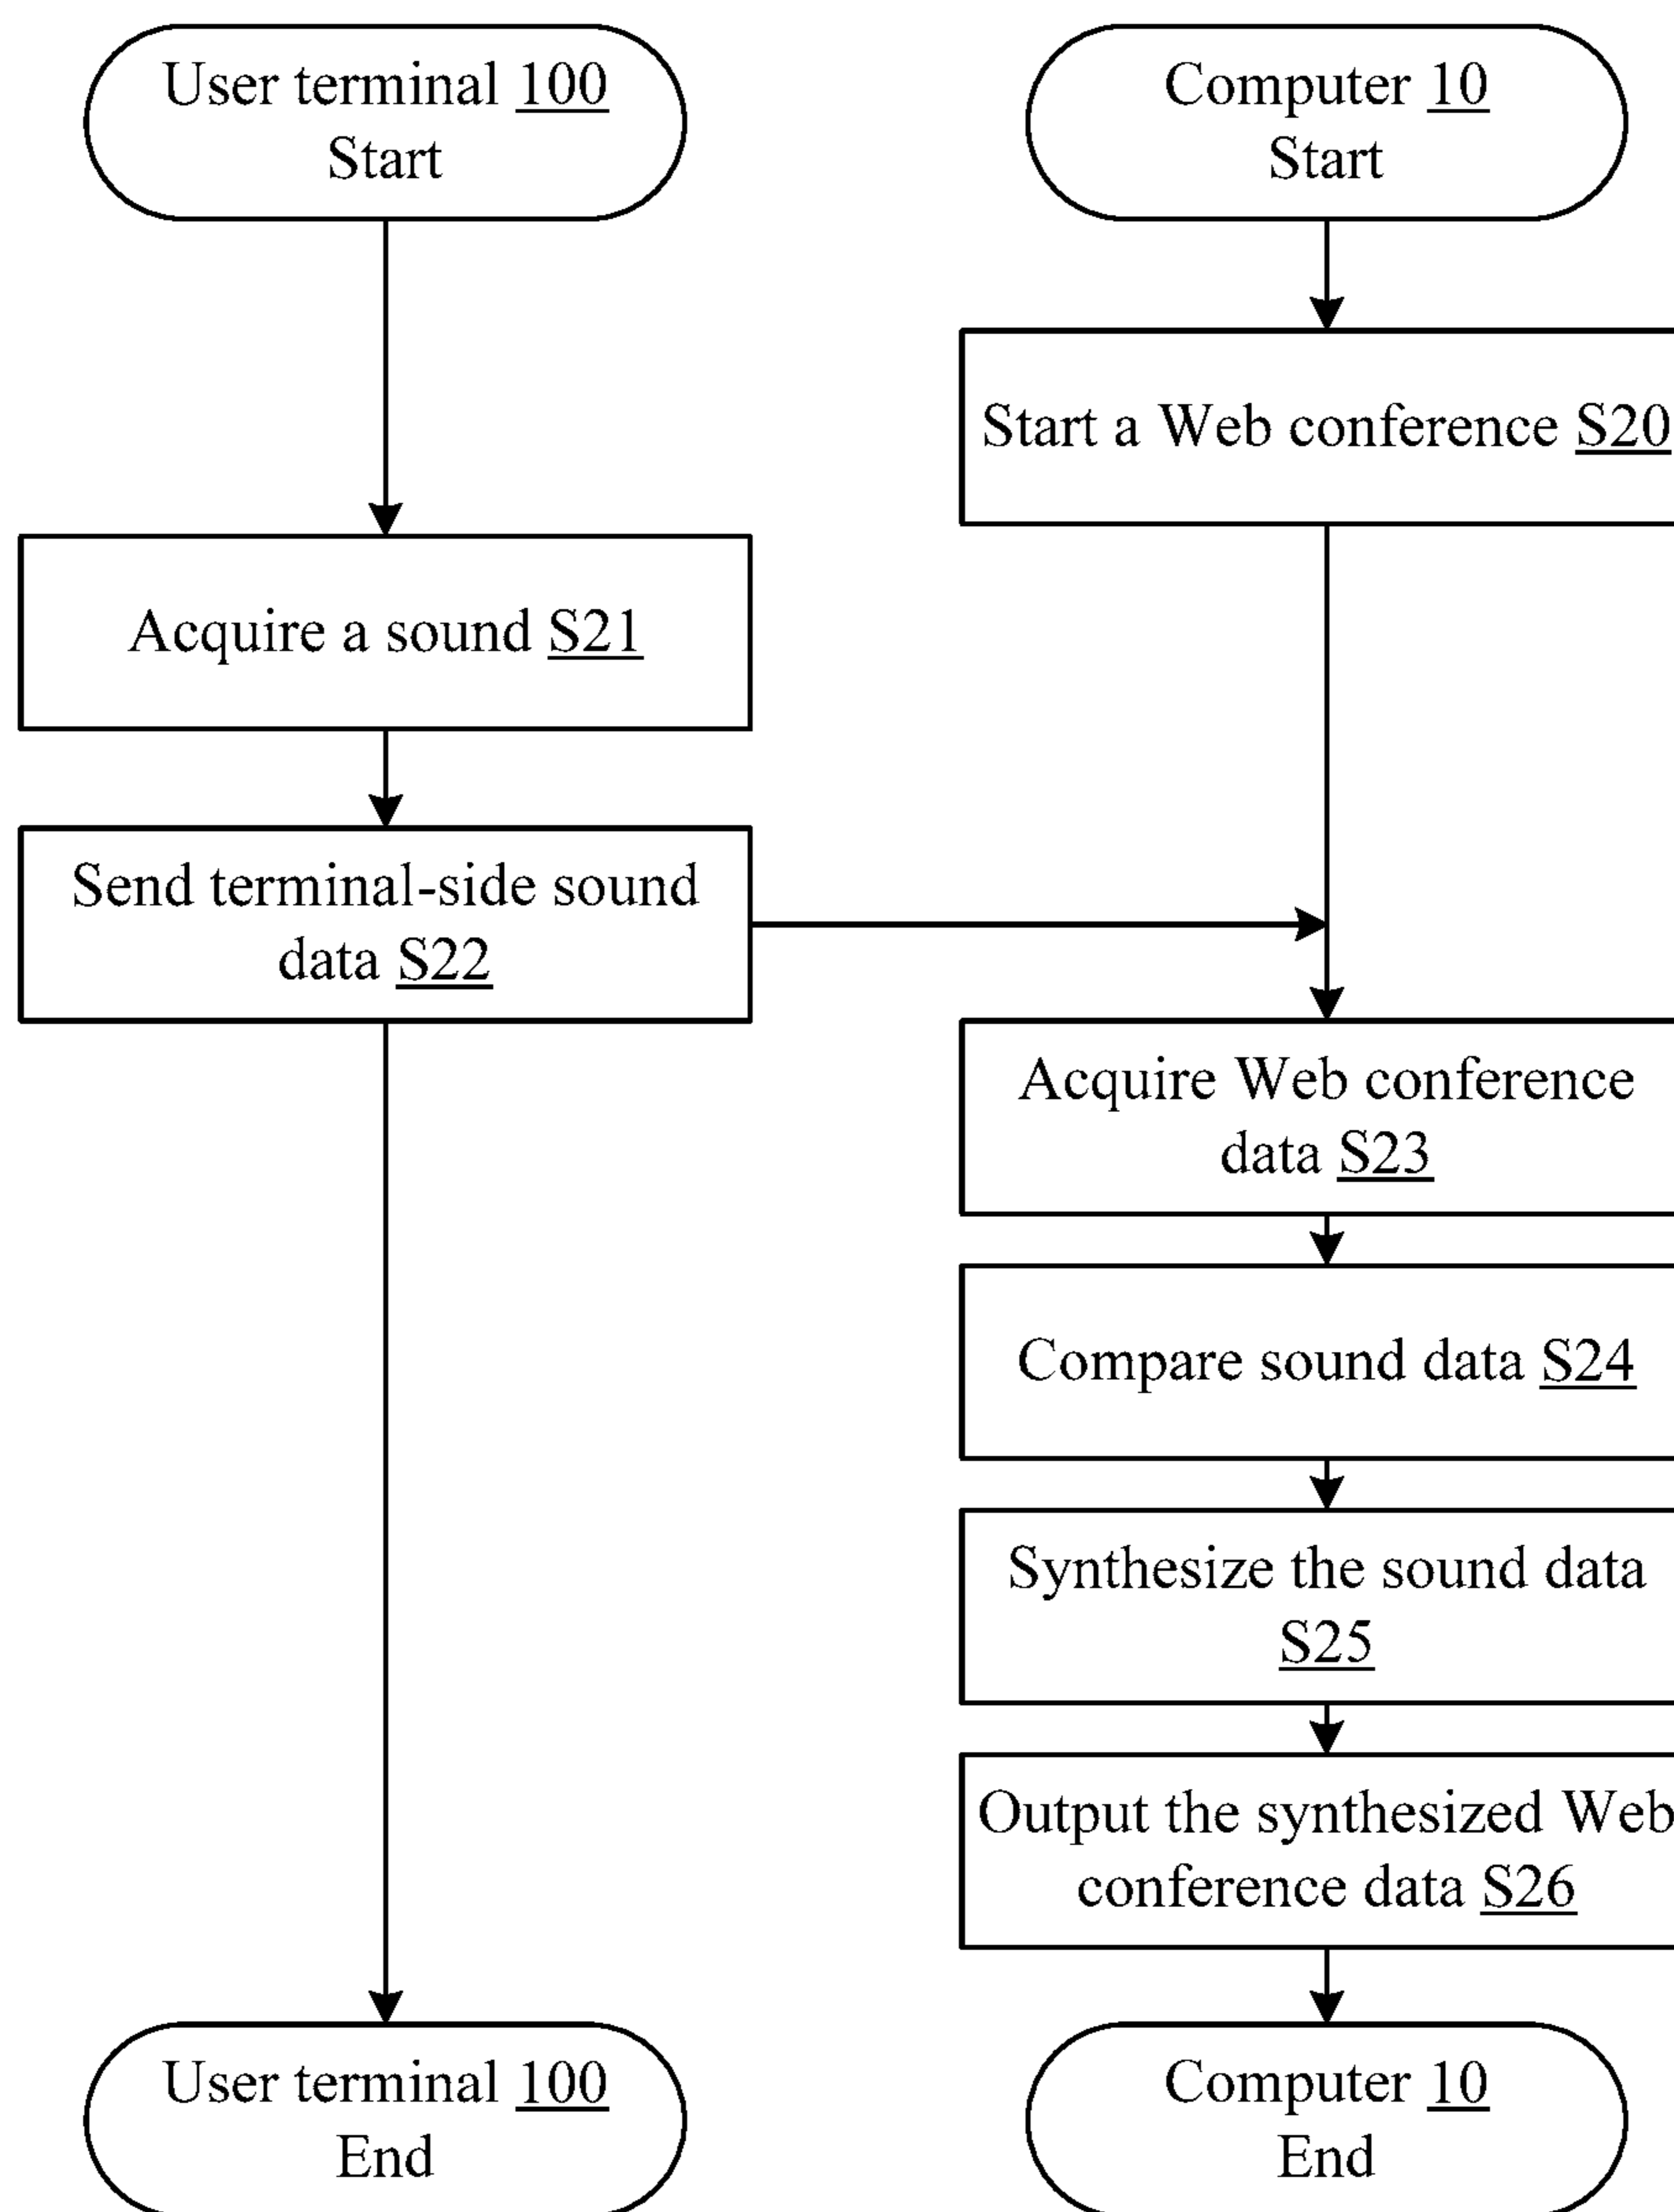 User terminal 100
Start
Computer 10
Start
Start a Web conference S20
Acquire a sound S21
Send terminal-side sound
data S22
Acquire Web conference
data S23
Compare sound data S24
Synthesize the sound data
S25
Output the synthesized Web
conference data S26
User terminal 100
End
Computer 10
End